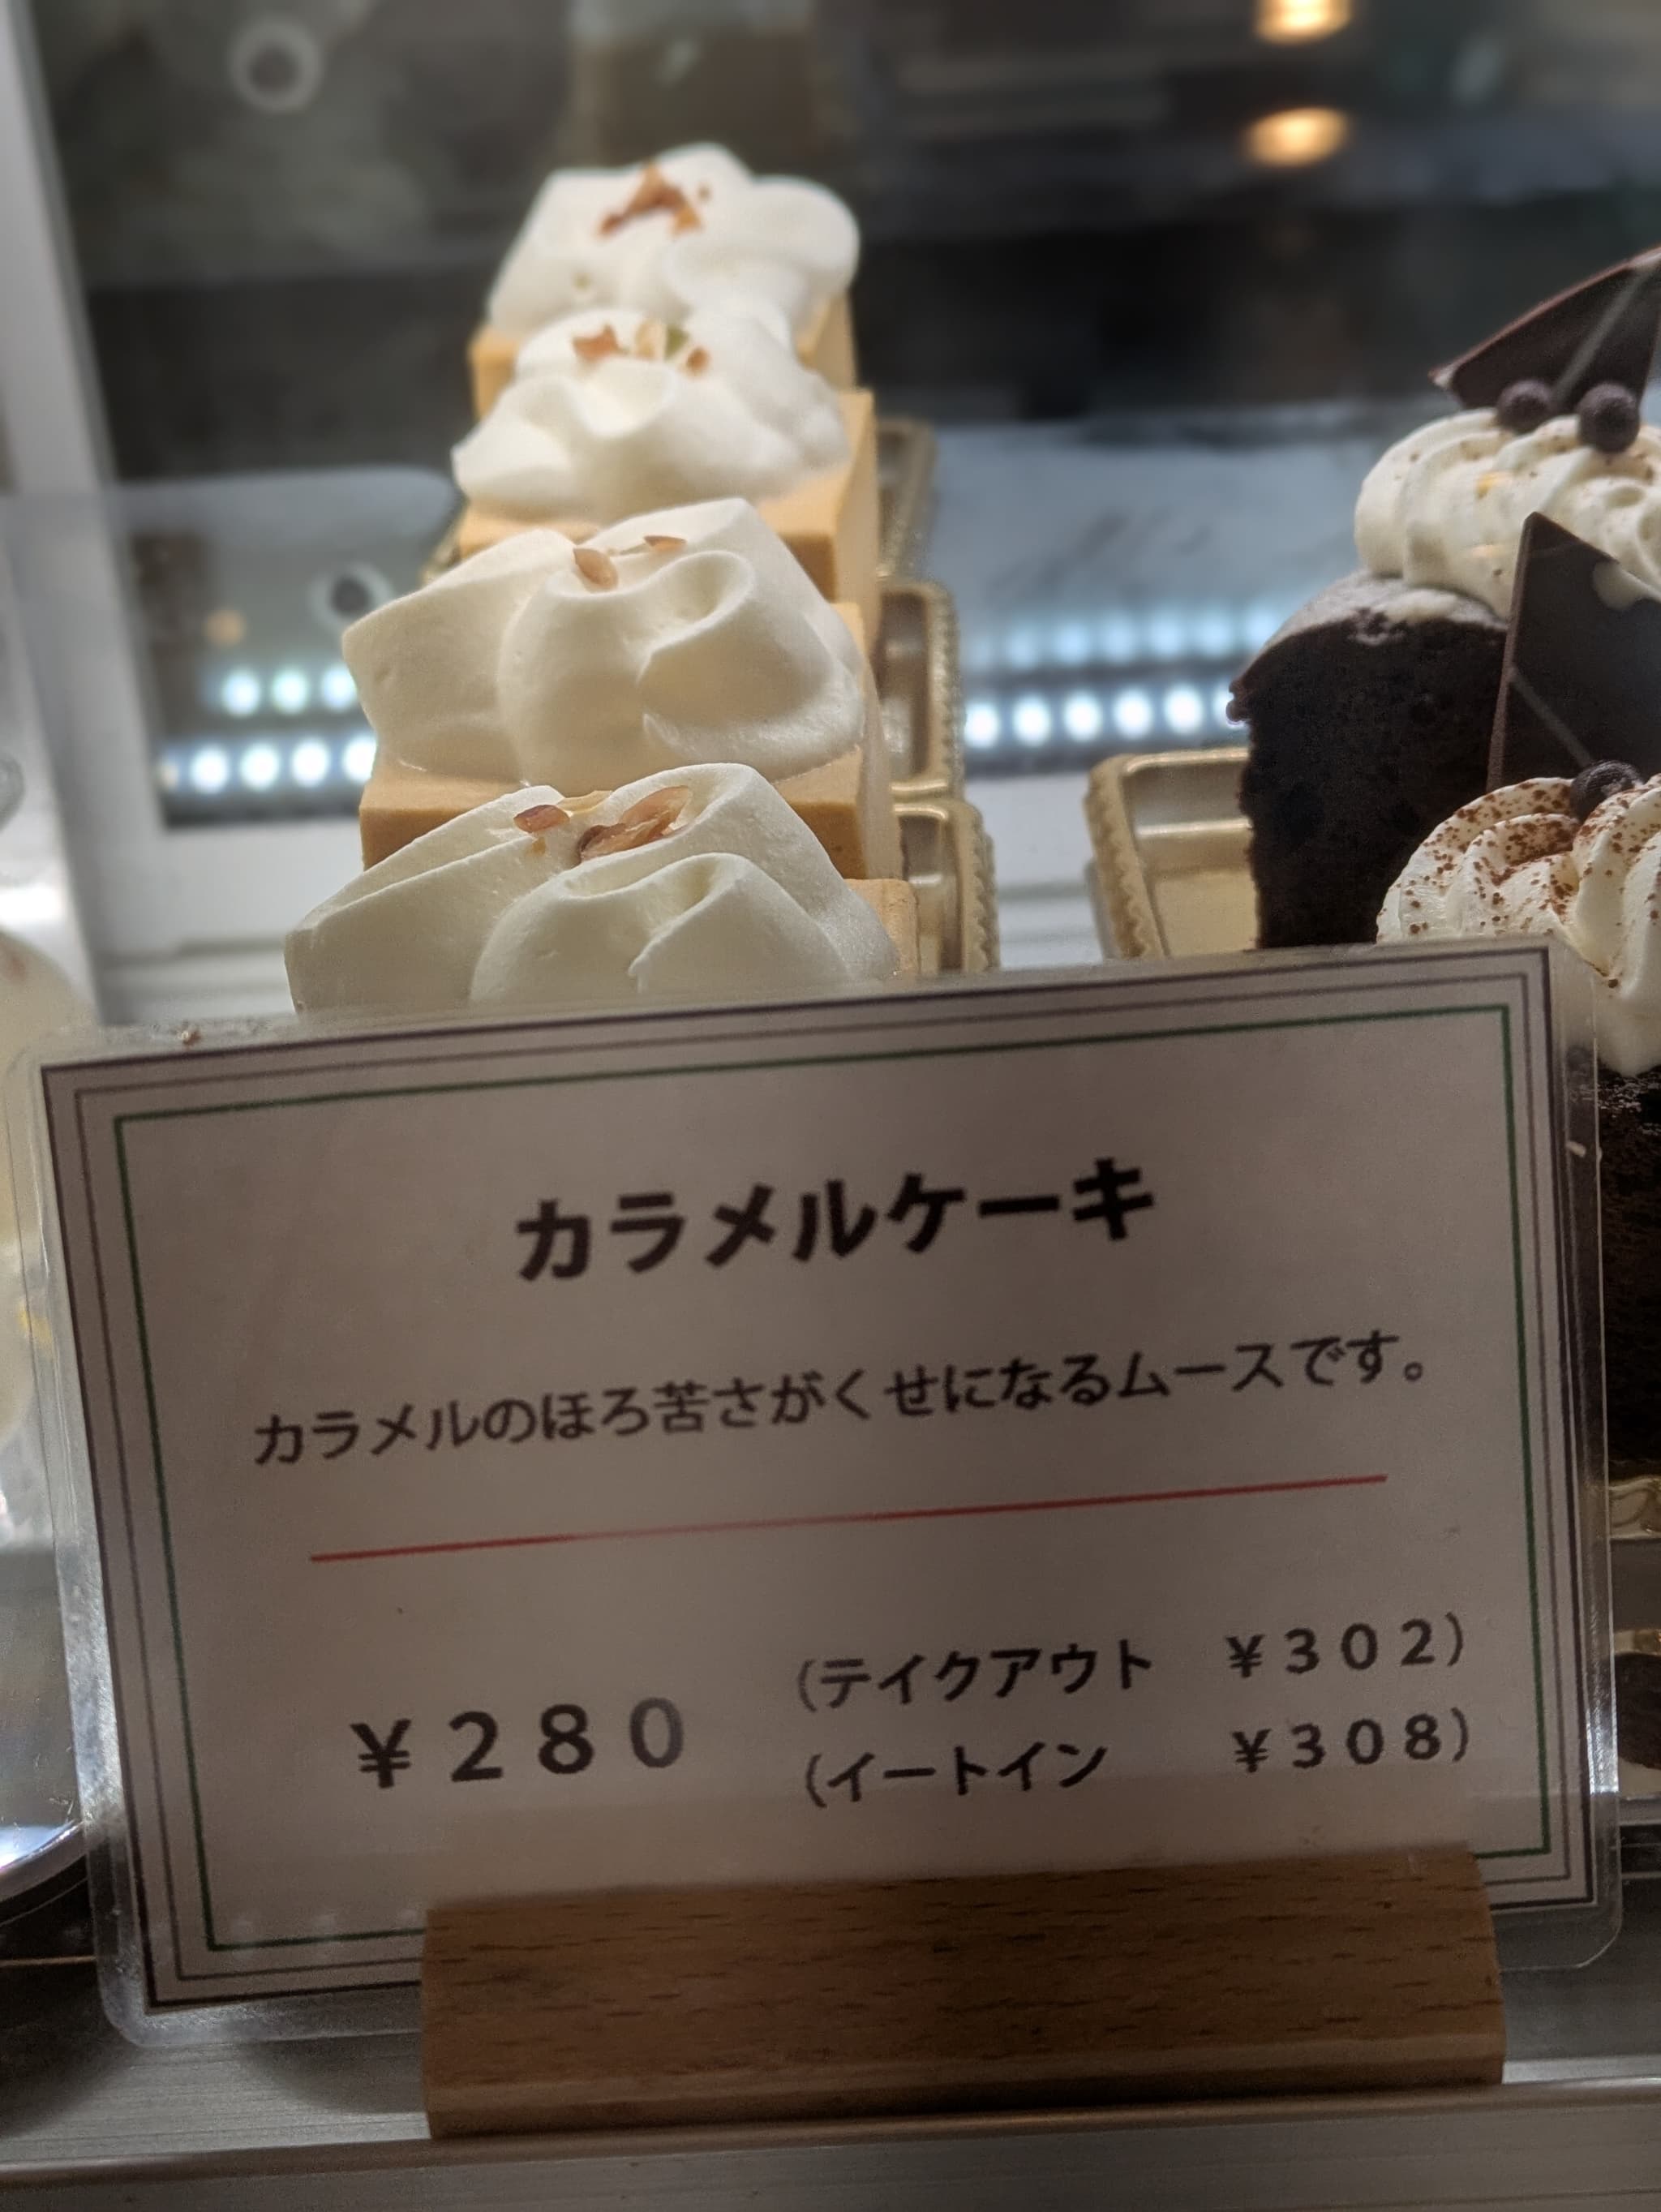 カラメルケーキ
カラメルのほろ苦さがくせになるムースです。
¥280
(テイクアウト ¥302)
(イートイン ¥308)